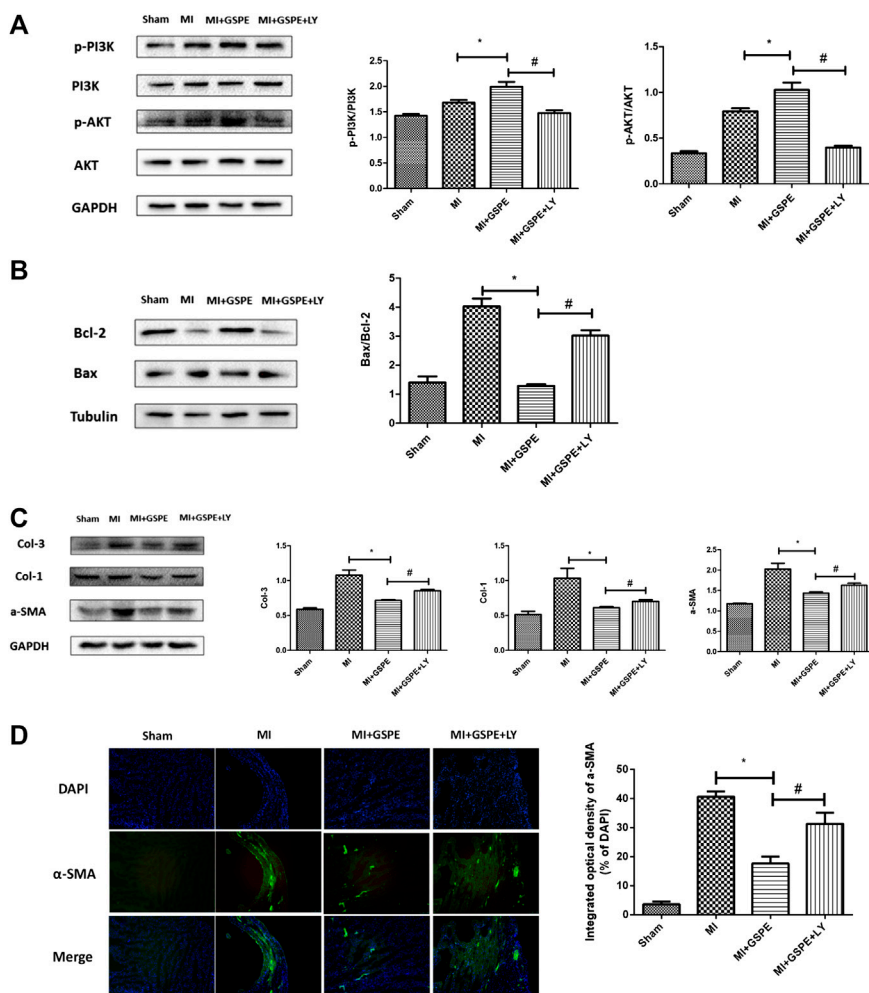 A
Sham MI MI+GSPE MI+GSPE+LY
p-PI3K
PI3K
p-AKT
AKT
GAPDH
p-PI3K/PI3K
2.5
2.0
1.5
1.0
0.5
0.0
*
#
Sham
MI
MI+GSPE
MI+GSPE+LY
p-AKT/AKT
1.5
1.0
0.5
0.0
*
#
Sham
MI
MI+GSPE
MI+GSPE+LY
B
Sham MI MI+GSPE MI+GSPE+LY
Bcl-2
Bax
Tubulin
Bax/Bcl-2
5
4
3
2
1
0
*
#
Sham
MI
MI+GSPE
MI+GSPE+LY
C
Sham MI MI+GSPE MI+GSPE+LY
Col-3
Col-1
a-SMA
GAPDH
Col-3
1.5
1.0
0.5
0.0
*
#
Sham
MI
MI+GSPE
MI+GSPE+LY
Col-1
1.5
1.0
0.5
0.0
*
#
Sham
MI
MI+GSPE
MI+GSPE+LY
a-SMA
2.5
2.0
1.5
1.0
0.5
0.0
*
#
Sham
MI
MI+GSPE
MI+GSPE+LY
D
Sham MI MI+GSPE MI+GSPE+LY
DAPI
α-SMA
Merge
Integrated optical density of a-SMA
(% of DAPI)
50
40
30
20
10
0
*
#
Sham
MI
MI+GSPE
MI+GSPE+LY